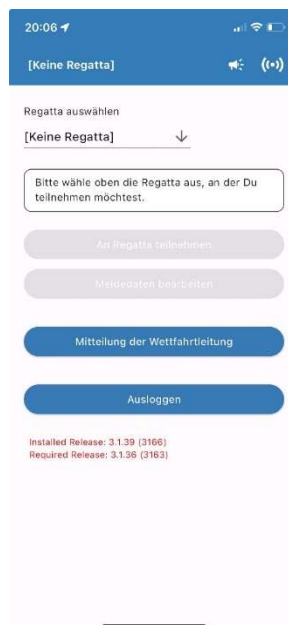 20:06
[Keine Regatta]
Regatta auswählen
[Keine Regatta]
Bitte wähle oben die Regatta aus, an der Du
teilnehmen möchtest.
An Regatta teilnehmen
Meldedaten bearbeiten
Mitteilung der Wettfahrtleitung
Ausloggen
Installed Release: 3.1.39 (3166)
Required Release: 3.1.36 (3163)